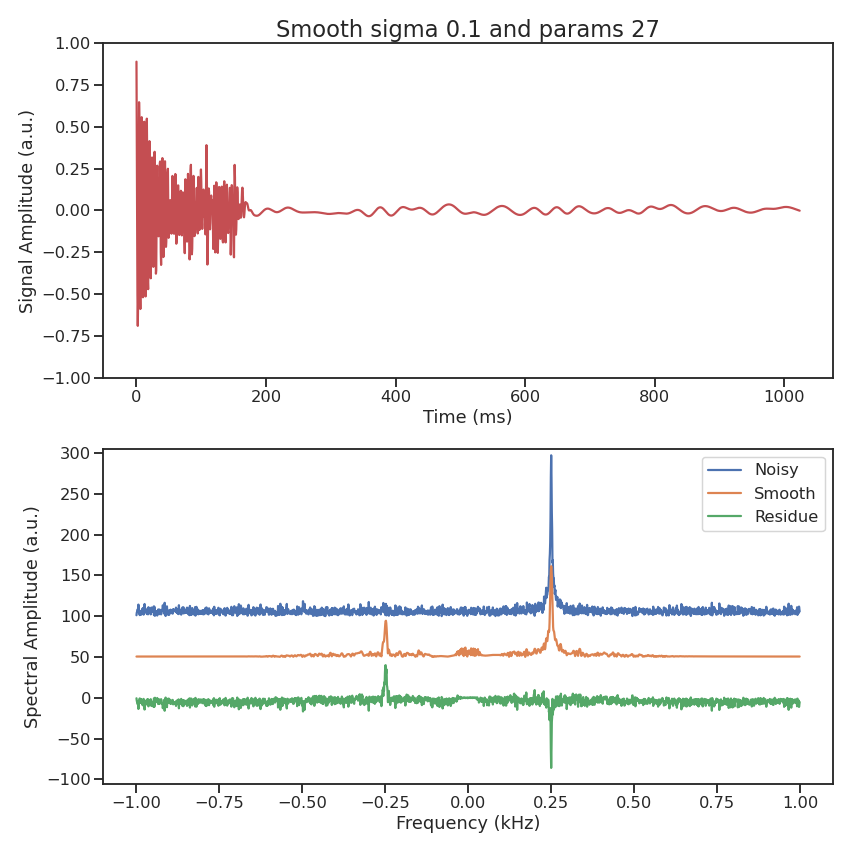 Smooth sigma 0.1 and params 27
1.00
0.75
0.50
0.25
0.00
−0.25
−0.50
−0.75
−1.00
Signal Amplitude (a.u.)
0 200 400 600 800 1000
Time (ms)
300
250
200
150
100
50
0
−50
−100
Spectral Amplitude (a.u.)
Noisy
Smooth
Residue
−1.00 −0.75 −0.50 −0.25 0.00 0.25 0.50 0.75 1.00
Frequency (kHz)